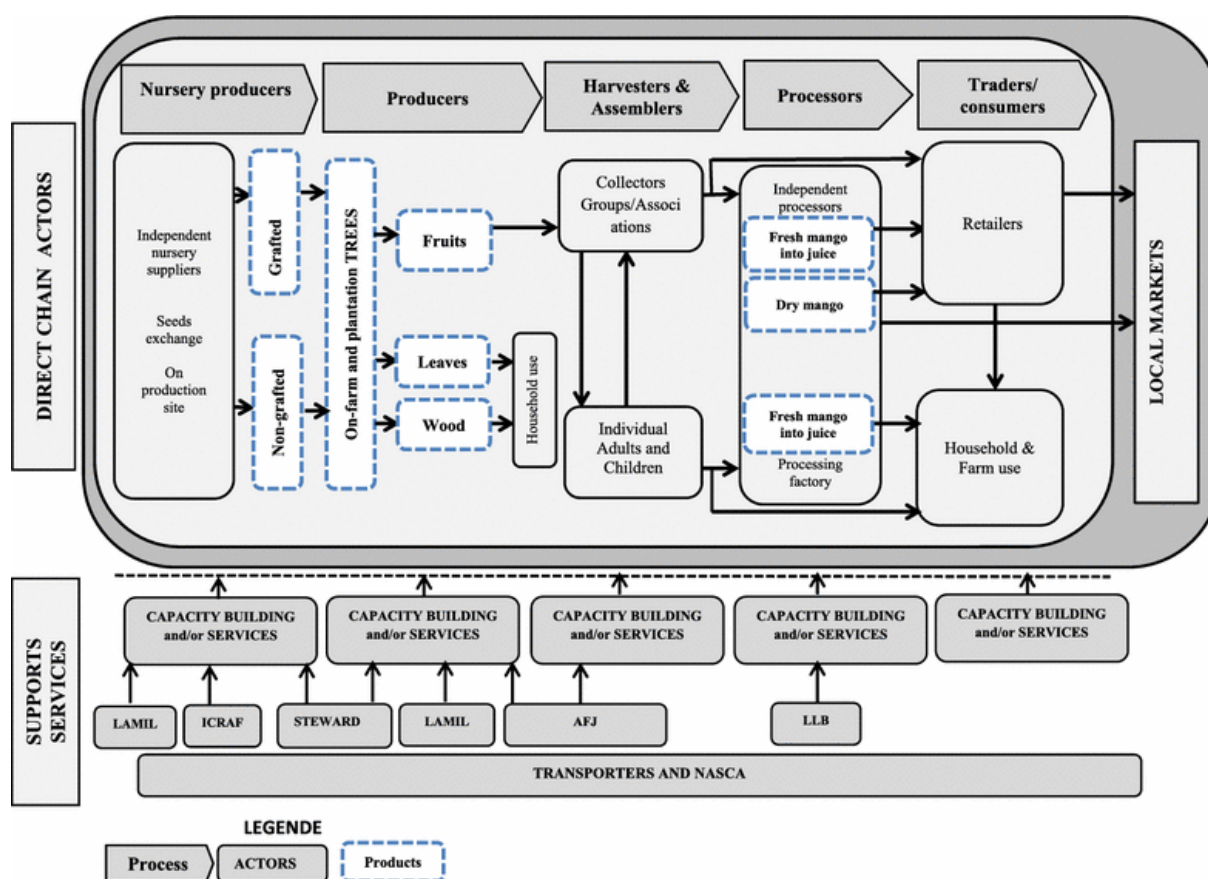 Nursery producers
Producers
Harvesters &
Assemblers
Processors
Traders/
consumers
DIRECT CHAIN ACTORS
Independent
nursery
suppliers
Seeds
exchange
On
production
site
Grafted
Non-grafted
On-farm and plantation TREES
Fruits
Leaves
Wood
Household use
Collectors
Groups/Associ
ations
Individual
Adults and
Children
Independent
processors
Fresh mango
into juice
Dry mango
Fresh mango
into juice
Processing
factory
Retailers
Household &
Farm use
LOCAL MARKETS
SUPPORTS
SERVICES
CAPACITY BUILDING
and/or SERVICES
CAPACITY BUILDING
and/or SERVICES
CAPACITY BUILDING
and/or SERVICES
CAPACITY BUILDING
and/or SERVICES
CAPACITY BUILDING
and/or SERVICES
LAMIL
ICRAF
STEWARD
LAMIL
AFJ
LLB
TRANSPORTERS AND NASCA
LEGENDE
Process
ACTORS
Products